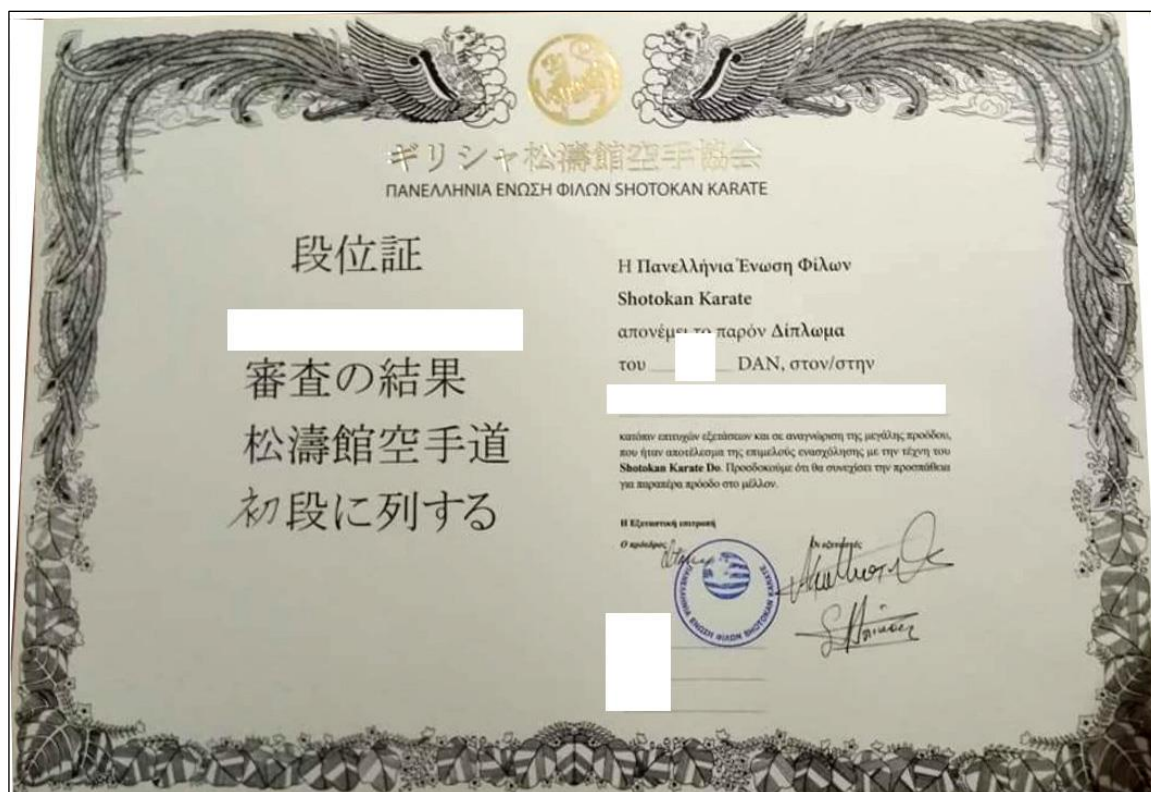 ギリシャ松濤館空手協会
ΠΑΝΕΛΛΗΝΙΑ ΕΝΩΣΗ ΦΙΛΩΝ SHOTOKAN KARATE
段位証
審査の結果
松濤館空手道
初段に列する
Η Πανελλήνια Ένωση Φίλων
Shotokan Karate
απονέμει το παρόν Δίπλωμα
του DAN, στον/στην
κατόπιν επιτυχών εξετάσεων και σε αναγνώριση της μεγάλης προόδου,
που ήταν αποτέλεσμα της επιμελούς ενασχόλησης με την τέχνη του
Shotokan Karate Do. Προσδοκούμε ότι θα συνεχίσει την προσπάθεια
για παραπέρα πρόοδο στο μέλλον.
Η Εξεταστική επιτροπή
Ο πρόεδρος Οι εξεταστές
ΠΑΝΕΛΛΗΝΙΑ ΕΝΩΣΗ ΦΙΛΩΝ SHOTOKAN KARATE